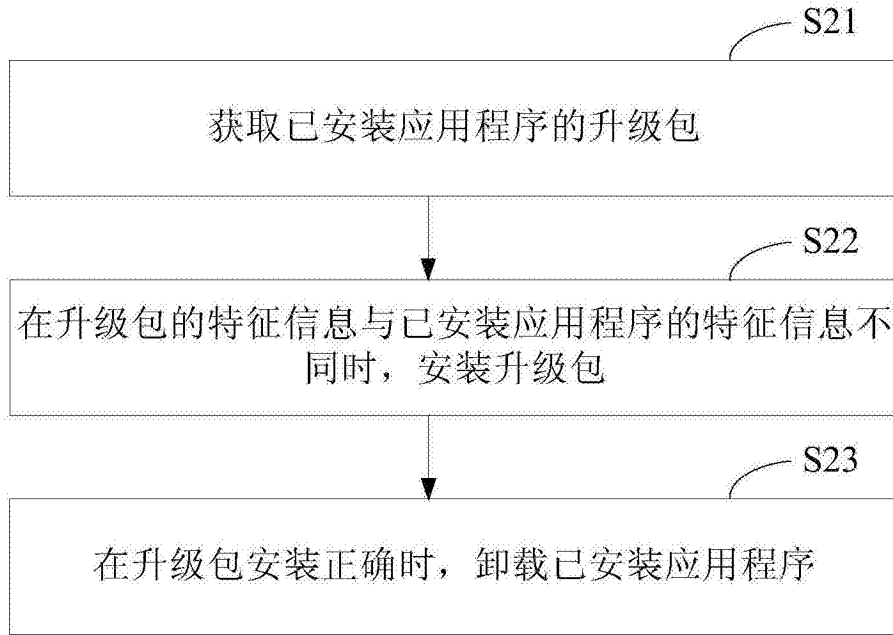 S21
获取已安装应用程序的升级包
S22
在升级包的特征信息与已安装应用程序的特征信息不
同时，安装升级包
S23
在升级包安装正确时，卸载已安装应用程序